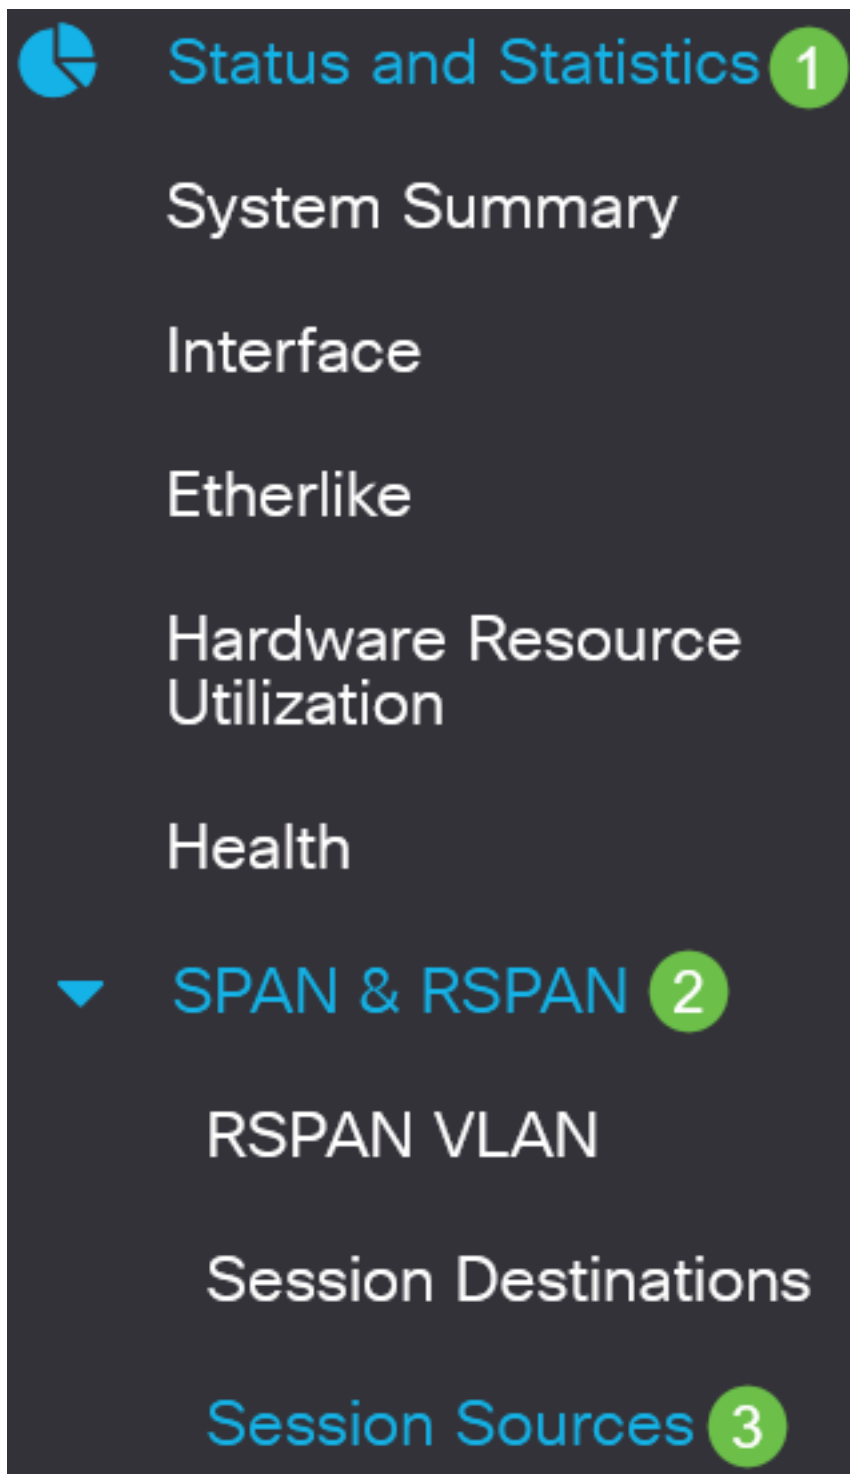 Status and Statistics 1
System Summary
Interface
Etherlike
Hardware Resource
Utilization
Health
SPAN & RSPAN 2
RSPAN VLAN
Session Destinations
Session Sources 3